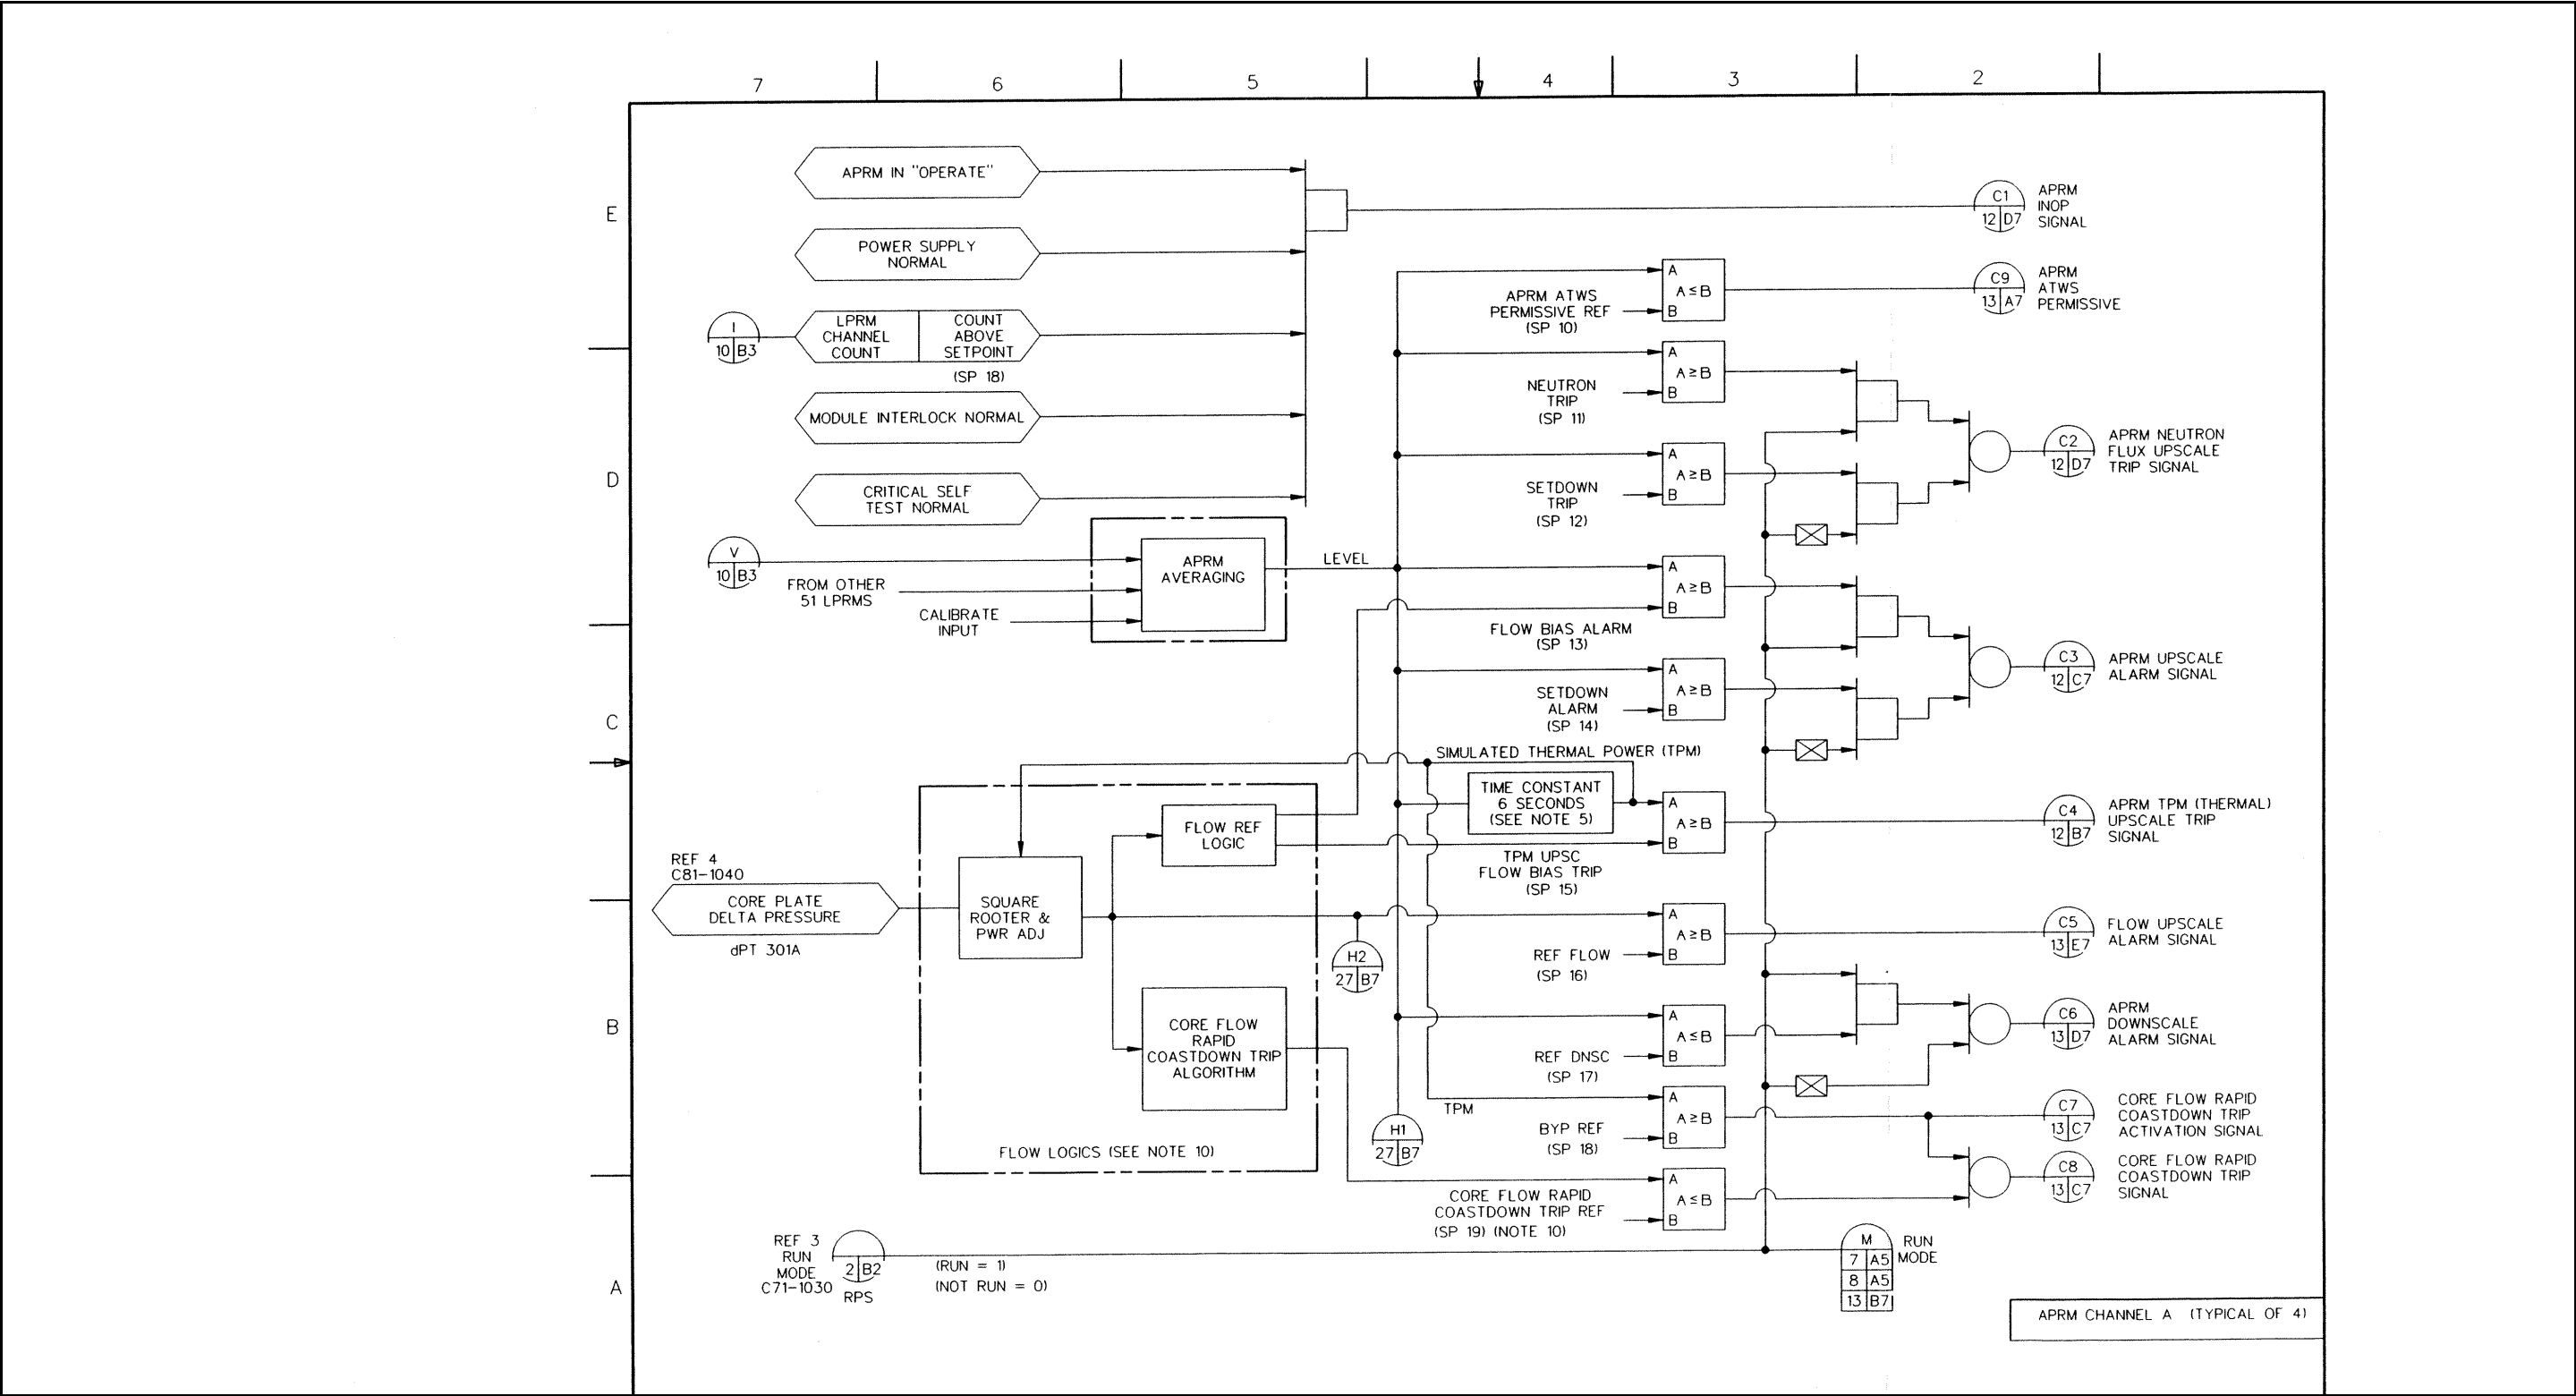 7
6
5
4
3
2
E
D
C
B
A
APRM IN "OPERATE"
POWER SUPPLY
NORMAL
I
10 B3
LPRM
CHANNEL
COUNT
COUNT
ABOVE
SETPOINT
(SP 18)
MODULE INTERLOCK NORMAL
CRITICAL SELF
TEST NORMAL
V
10 B3
FROM OTHER
51 LPRMS
CALIBRATE
INPUT
APRM
AVERAGING
LEVEL
C1
12 D7
APRM
INOP
SIGNAL
APRM ATWS
PERMISSIVE REF
(SP 10)
A
A≤B
B
C9
13 A7
APRM
ATWS
PERMISSIVE
NEUTRON
TRIP
(SP 11)
A
A≥B
B
SETDOWN
TRIP
(SP 12)
A
A≥B
B
C2
12 D7
APRM NEUTRON
FLUX UPSCALE
TRIP SIGNAL
FLOW BIAS ALARM
(SP 13)
A
A≥B
B
SETDOWN
ALARM
(SP 14)
A
A≥B
B
C3
12 C7
APRM UPSCALE
ALARM SIGNAL
SIMULATED THERMAL POWER (TPM)
TIME CONSTANT
6 SECONDS
(SEE NOTE 5)
A
A≥B
B
TPM UPSC
FLOW BIAS TRIP
(SP 15)
C4
12 B7
APRM TPM (THERMAL)
UPSCALE TRIP
SIGNAL
FLOW REF
LOGIC
REF 4
C81-1040
CORE PLATE
DELTA PRESSURE
dPT 301A
SQUARE
ROOTER &
PWR ADJ
H2
27 B7
REF FLOW
(SP 16)
A
A≥B
B
C5
13 E7
FLOW UPSCALE
ALARM SIGNAL
CORE FLOW
RAPID
COASTDOWN TRIP
ALGORITHM
FLOW LOGICS (SEE NOTE 10)
REF DNSC
(SP 17)
A
A≤B
B
C6
13 D7
APRM
DOWNSCALE
ALARM SIGNAL
H1
27 B7
TPM
BYP REF
(SP 18)
A
A≥B
B
C7
13 C7
CORE FLOW RAPID
COASTDOWN TRIP
ACTIVATION SIGNAL
CORE FLOW RAPID
COASTDOWN TRIP REF
(SP 19) (NOTE 10)
A
A≤B
B
C8
13 C7
CORE FLOW RAPID
COASTDOWN TRIP
SIGNAL
REF 3
RUN
MODE
C71-1030
2 B2
RPS
(RUN = 1)
(NOT RUN = 0)
M
7 A5
8 A5
13 B7
RUN
MODE
APRM CHANNEL A (TYPICAL OF 4)